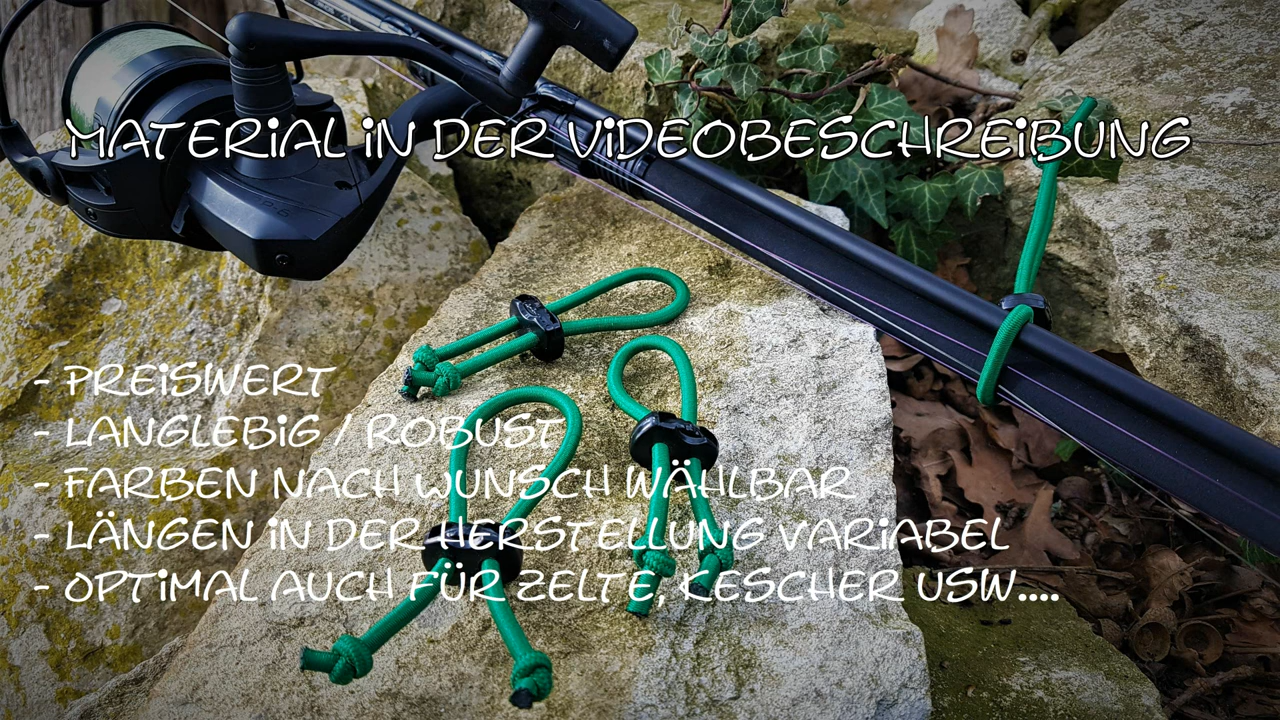 MATERiAL iN DER ViDEOBESCHREiBUNG
- PREiSWERT
- LANGLEBiG / ROBUST
- FARBEN NACH WUNSCH WÄHLBAR
- LÄNGEN iN DER HERSTELLUNG VARiABEL
- OPTiMAL AUCH FÜR ZELTE, KESCHER USW....